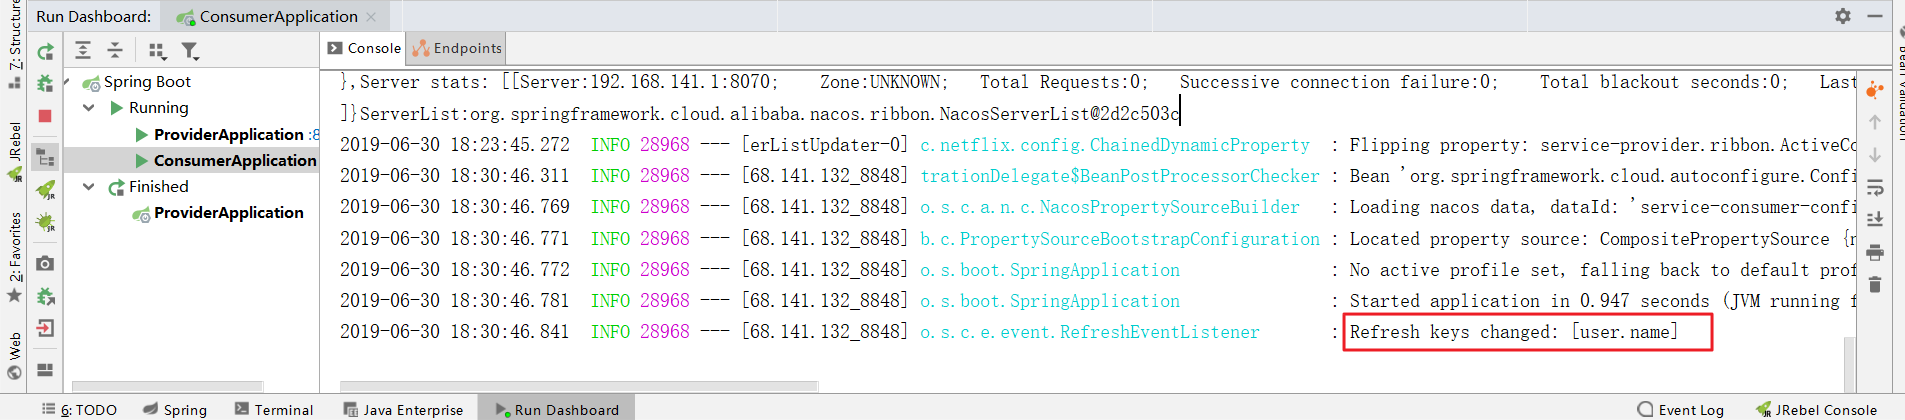 Run Dashboard: ConsumerApplication
Z: Structure
JRebel
2: Favorites
Web
Spring Boot
Running
ProviderApplication :8
ConsumerApplication
Finished
ProviderApplication
Console Endpoints
},Server stats: [[Server:192.168.141.1:8070; Zone:UNKNOWN; Total Requests:0; Successive connection failure:0; Total blackout seconds:0; Las
]}ServerList:org.springframework.cloud.alibaba.nacos.ribbon.NacosServerList@2d2c503c
2019-06-30 18:23:45.272 INFO 28968 --- [erListUpdater-0] c.netflix.config.ChainedDynamicProperty : Flipping property: service-provider.ribbon.ActiveCo
2019-06-30 18:30:46.311 INFO 28968 --- [68.141.132_8848] trationDelegate$BeanPostProcessorChecker : Bean 'org.springframework.cloud.autoconfigure.Confi
2019-06-30 18:30:46.769 INFO 28968 --- [68.141.132_8848] o.s.c.a.n.c.NacosPropertySourceBuilder : Loading nacos data, dataId: 'service-consumer-confi
2019-06-30 18:30:46.771 INFO 28968 --- [68.141.132_8848] b.c.PropertySourceBootstrapConfiguration : Located property source: CompositePropertySource {n
2019-06-30 18:30:46.772 INFO 28968 --- [68.141.132_8848] o.s.boot.SpringApplication : No active profile set, falling back to default prof
2019-06-30 18:30:46.781 INFO 28968 --- [68.141.132_8848] o.s.boot.SpringApplication : Started application in 0.947 seconds (JVM running f
2019-06-30 18:30:46.841 INFO 28968 --- [68.141.132_8848] o.s.c.e.event.RefreshEventListener : Refresh keys changed: [user.name]
Bean Validation
6: TODO Spring Terminal Java Enterprise Run Dashboard Event Log JRebel Console